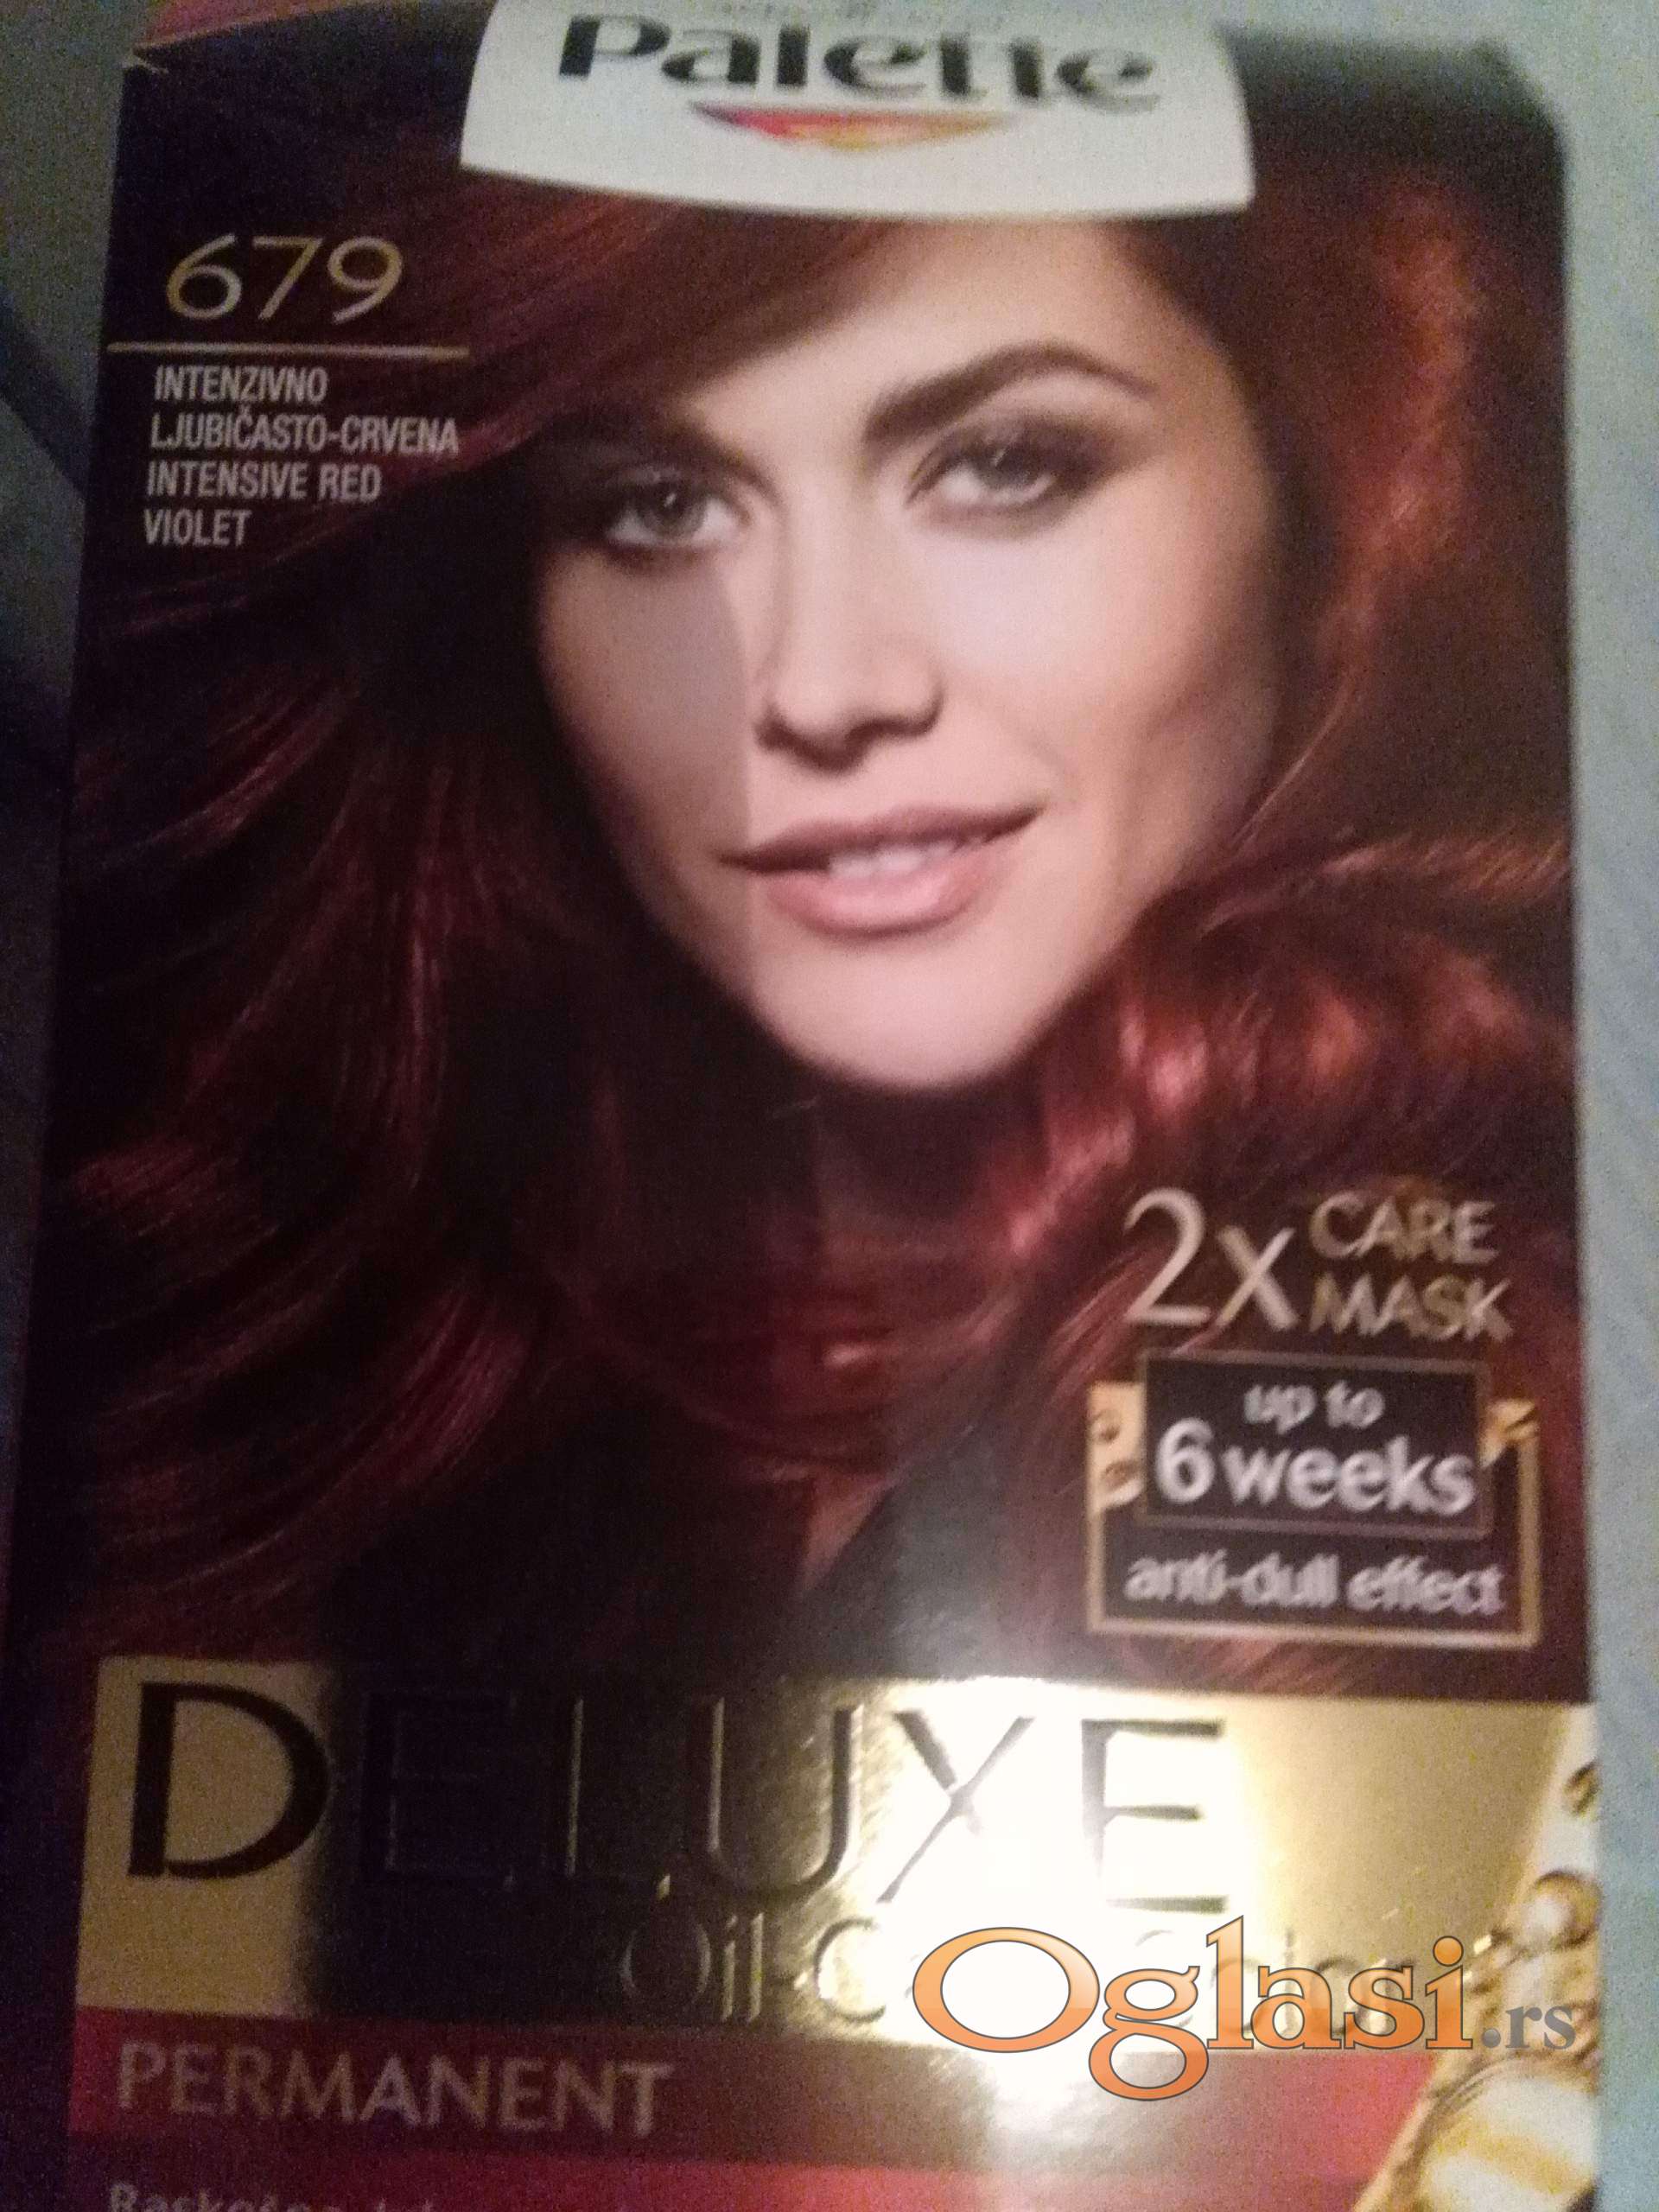 Palette
679
INTENZIVNO
LJUBIČASTO-CRVENA
INTENSIVE RED
VIOLET
2x CARE
MASK
up to
6 weeks
anti-dull effect
DELUXE
Oil-C
Oglasi.rs
PERMANENT